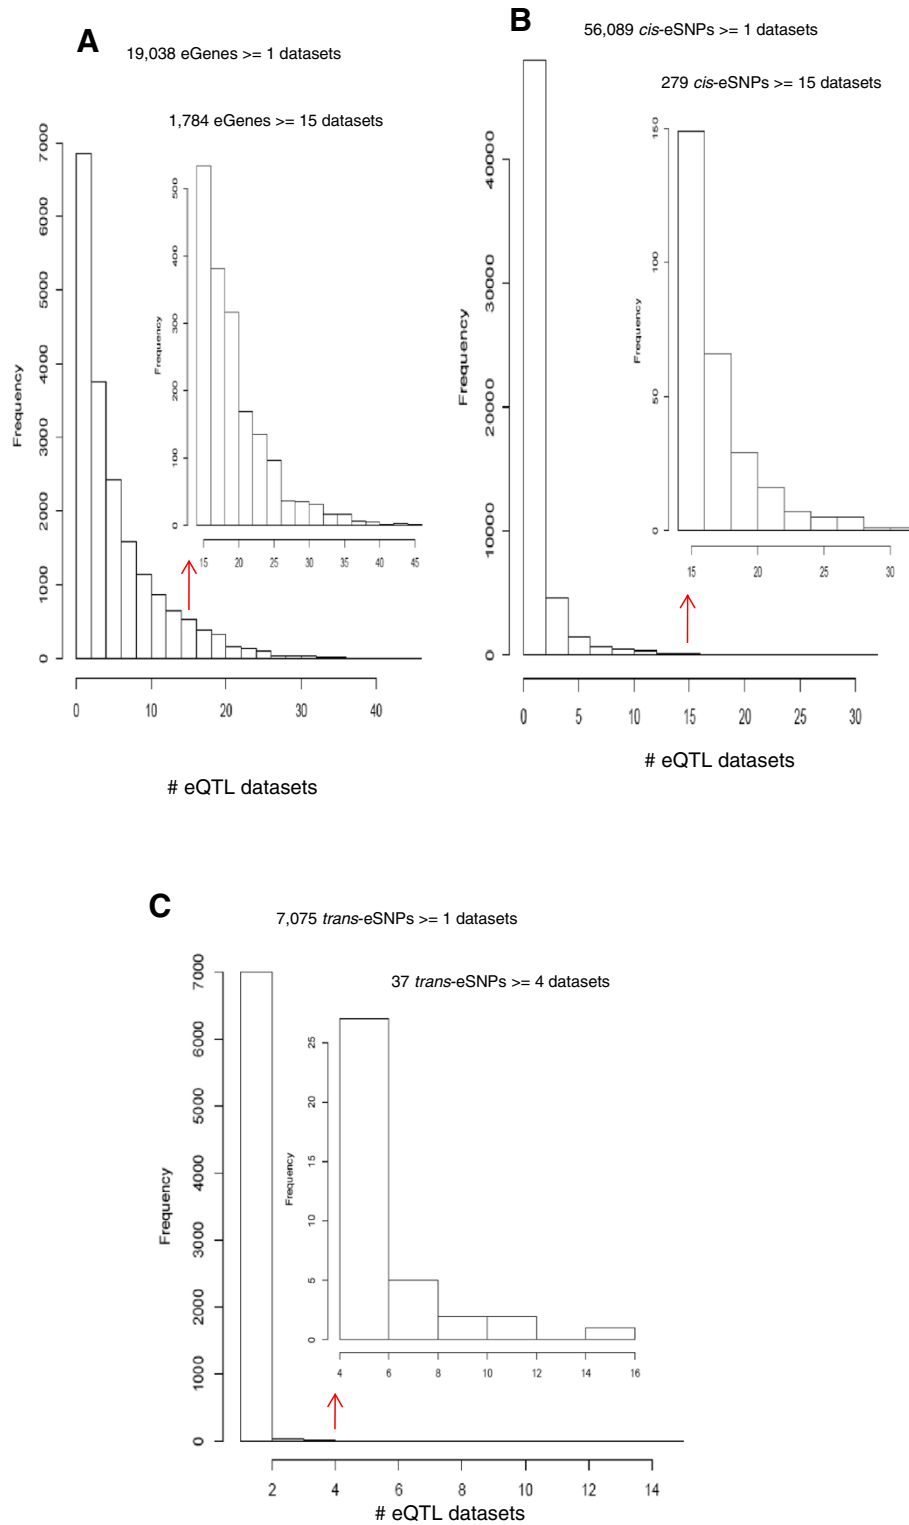 A
19,038 eGenes >= 1 datasets
1,784 eGenes >= 15 datasets
Frequency
0 1000 2000 3000 4000 5000 6000 7000
0 10 20 30 40
# eQTL datasets
Frequency
0 100 200 300 400 500
15 20 25 30 35 40 45
B
56,089 cis-eSNPs >= 1 datasets
279 cis-eSNPs >= 15 datasets
Frequency
0 10000 20000 30000 40000
0 5 10 15 20 25 30
# eQTL datasets
Frequency
0 50 100 150
15 20 25 30
C
7,075 trans-eSNPs >= 1 datasets
37 trans-eSNPs >= 4 datasets
Frequency
0 1000 2000 3000 4000 5000 6000 7000
2 4 6 8 10 12 14
# eQTL datasets
Frequency
0 5 10 15 20 25
4 6 8 10 12 14 16